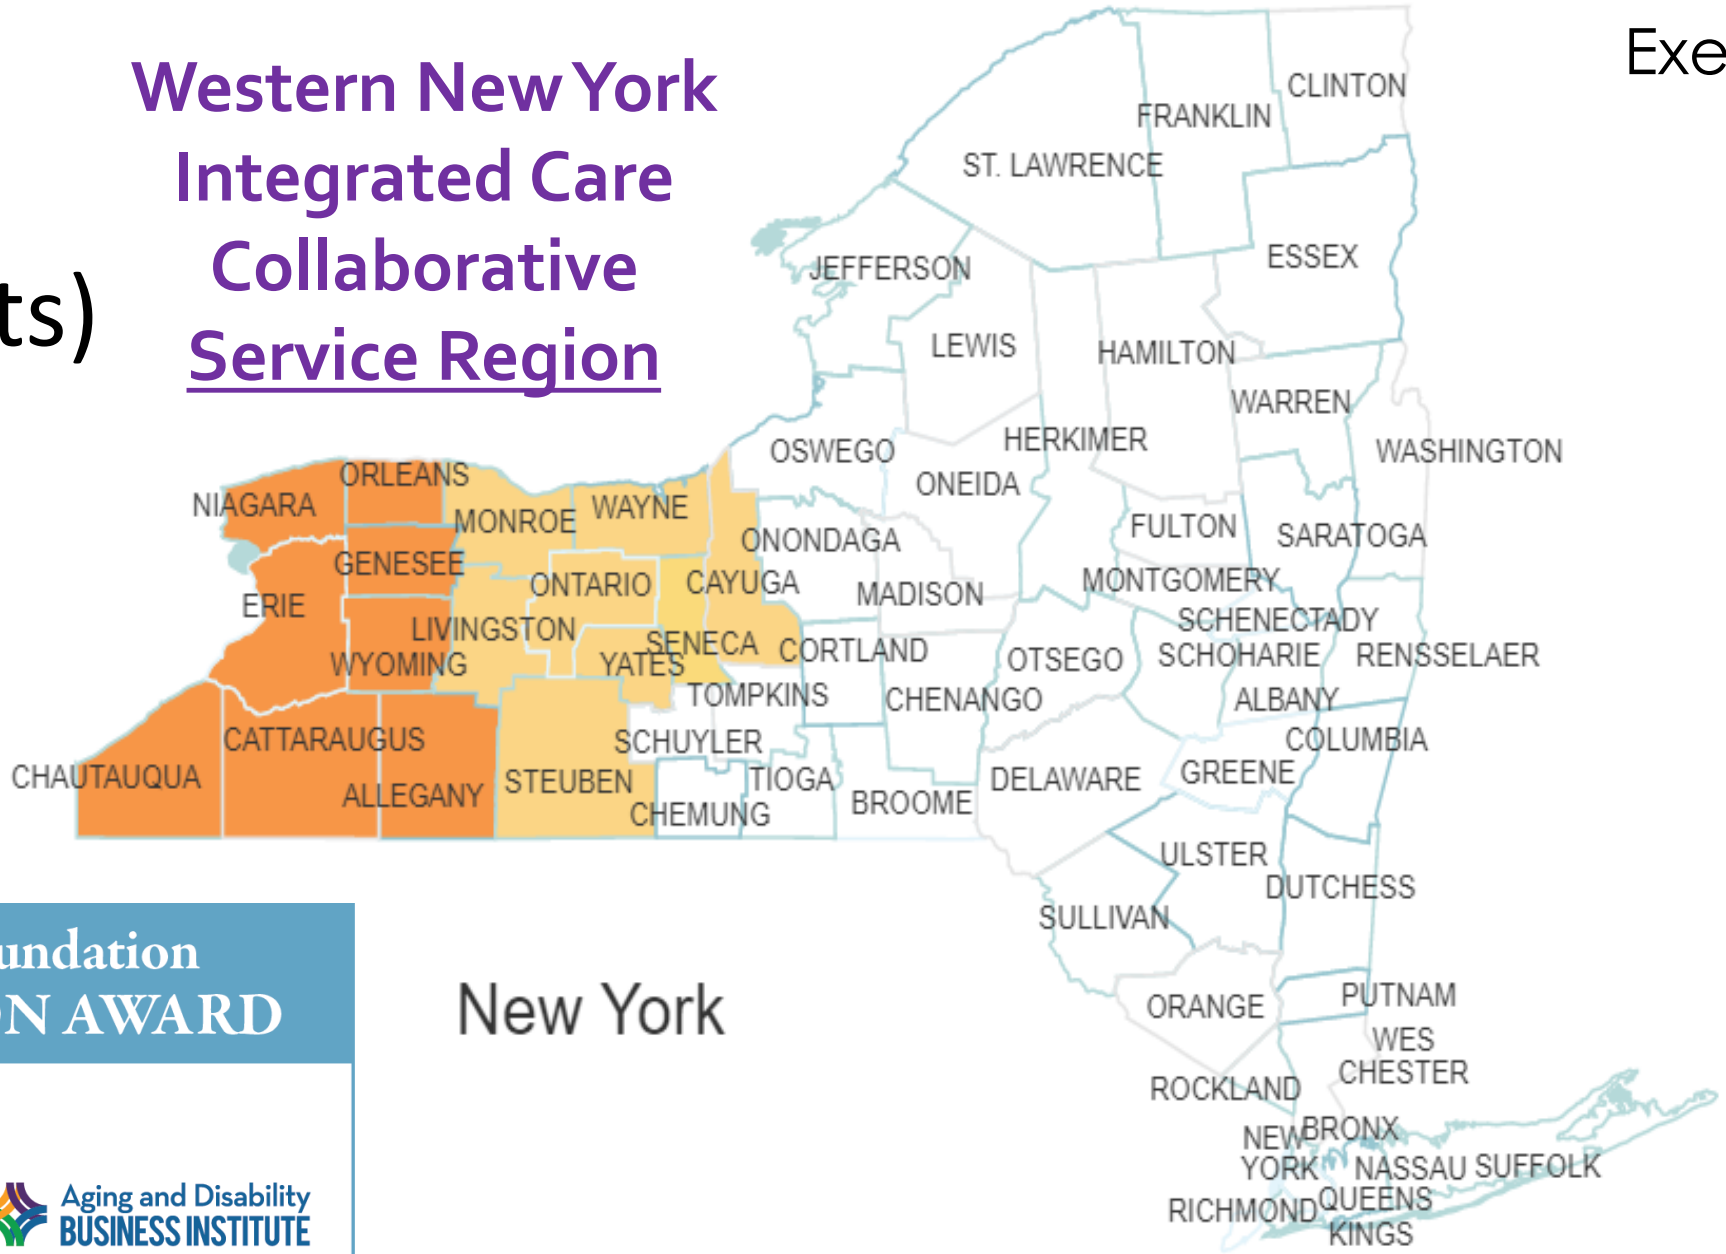 Exe
Western New York
Integrated Care
Collaborative
Service Region
ts)
CLINTON
FRANKLIN
ST. LAWRENCE
ESSEX
JEFFERSON
LEWIS
HAMILTON
WARREN
HERKIMER
OSWEGO
WASHINGTON
ONEIDA
ORLEANS
NIAGARA
MONROE
WAYNE
FULTON
SARATOGA
ONONDAGA
GENESEE
ONTARIO
CAYUGA
MADISON
MONTGOMERY
ERIE
SCHENECTADY
LIVINGSTON
SENECA
CORTLAND
OTSEGO
SCHOHARIE
RENSSELAER
WYOMING
YATES
TOMPKINS
CHENANGO
ALBANY
CATTARAUGUS
SCHUYLER
COLUMBIA
CHAUTAUQUA
STEUBEN
TIOGA
DELAWARE
GREENE
ALLEGANY
CHEMUNG
BROOME
ULSTER
DUTCHESS
SULLIVAN
undation
ON AWARD
New York
ORANGE
PUTNAM
WES
CHESTER
ROCKLAND
BRONX
NEW
YORK
NASSAU
SUFFOLK
RICHMOND
QUEENS
KINGS
Aging and Disability
BUSINESS INSTITUTE